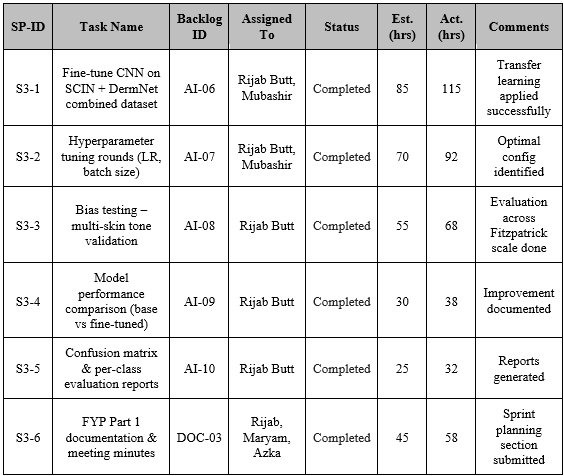 SP-ID Task Name Backlog ID Assigned To Status Est. (hrs) Act. (hrs) Comments
S3-1 Fine-tune CNN on SCIN + DermNet combined dataset AI-06 Rijab Butt, Mubashir Completed 85 115 Transfer learning applied successfully
S3-2 Hyperparameter tuning rounds (LR, batch size) AI-07 Rijab Butt, Mubashir Completed 70 92 Optimal config identified
S3-3 Bias testing – multi-skin tone validation AI-08 Rijab Butt Completed 55 68 Evaluation across Fitzpatrick scale done
S3-4 Model performance comparison (base vs fine-tuned) AI-09 Rijab Butt Completed 30 38 Improvement documented
S3-5 Confusion matrix & per-class evaluation reports AI-10 Rijab Butt Completed 25 32 Reports generated
S3-6 FYP Part 1 documentation & meeting minutes DOC-03 Rijab, Maryam, Azka Completed 45 58 Sprint planning section submitted